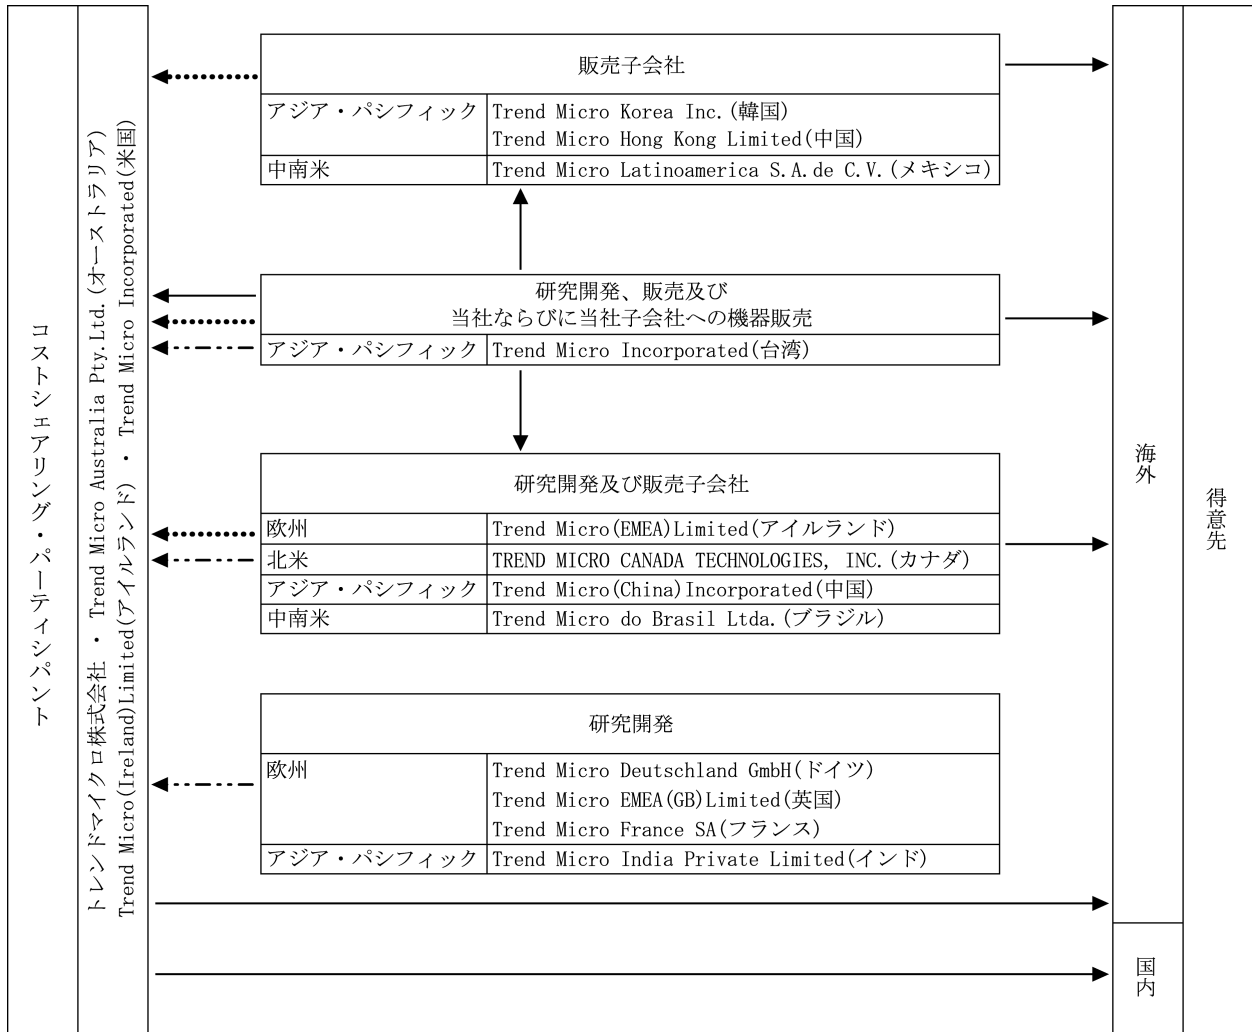 コストシェアリング・パーティシパント
トレンドマイクロ株式会社 ・ Trend Micro Australia Pty.Ltd.(オーストラリア)
Trend Micro(Ireland)Limited(アイルランド) ・ Trend Micro Incorporated(米国)
販売子会社
アジア・パシフィック Trend Micro Korea Inc.(韓国)
Trend Micro Hong Kong Limited(中国)
中南米 Trend Micro Latinoamerica S.A.de C.V.(メキシコ)
研究開発、販売及び
当社ならびに当社子会社への機器販売
アジア・パシフィック Trend Micro Incorporated(台湾)
研究開発及び販売子会社
欧州 Trend Micro(EMEA)Limited(アイルランド)
北米 TREND MICRO CANADA TECHNOLOGIES, INC.(カナダ)
アジア・パシフィック Trend Micro(China)Incorporated(中国)
中南米 Trend Micro do Brasil Ltda.(ブラジル)
研究開発
欧州 Trend Micro Deutschland GmbH(ドイツ)
Trend Micro EMEA(GB)Limited(英国)
Trend Micro France SA(フランス)
アジア・パシフィック Trend Micro India Private Limited(インド)
海外
国内
得意先